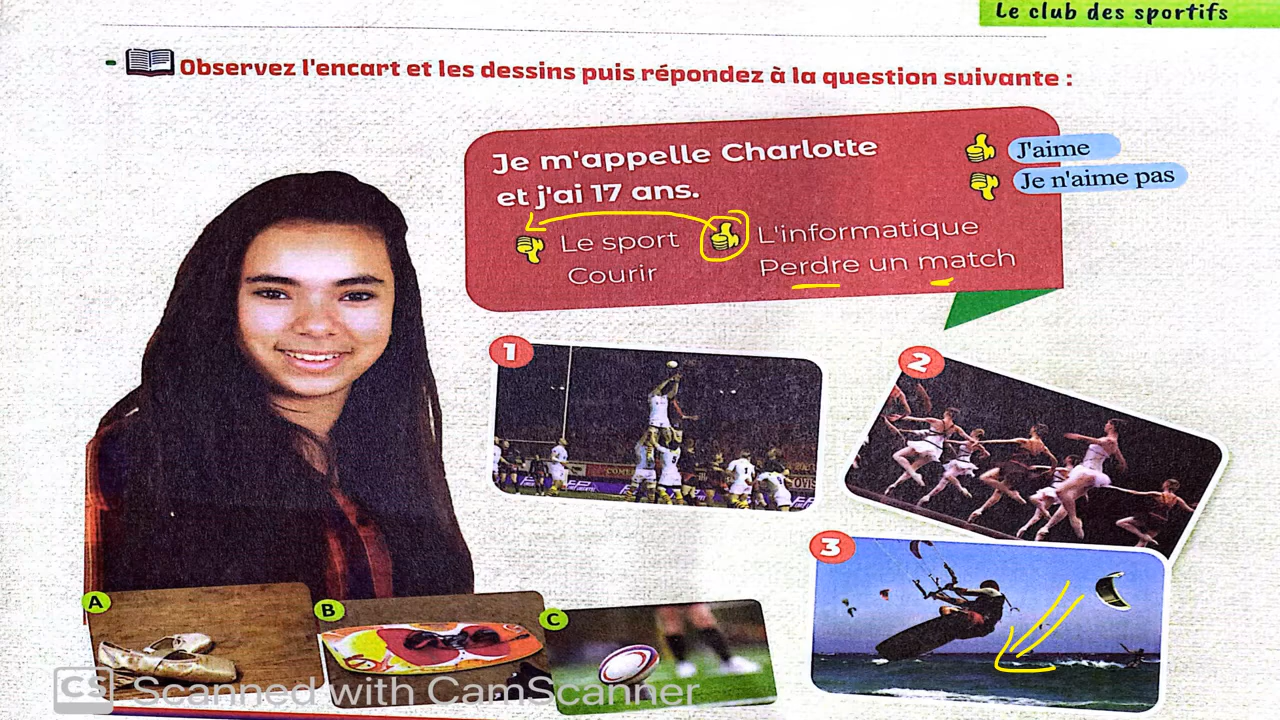 Le club des sportifs
Observez l'encart et les dessins puis répondez à la question suivante :
Je m'appelle Charlotte
et j'ai 17 ans.
J'aime
Je n'aime pas
Le sport
Courir
L'informatique
Perdre un match
1
2
3
A
B
C
CS Scanned with CamScanner